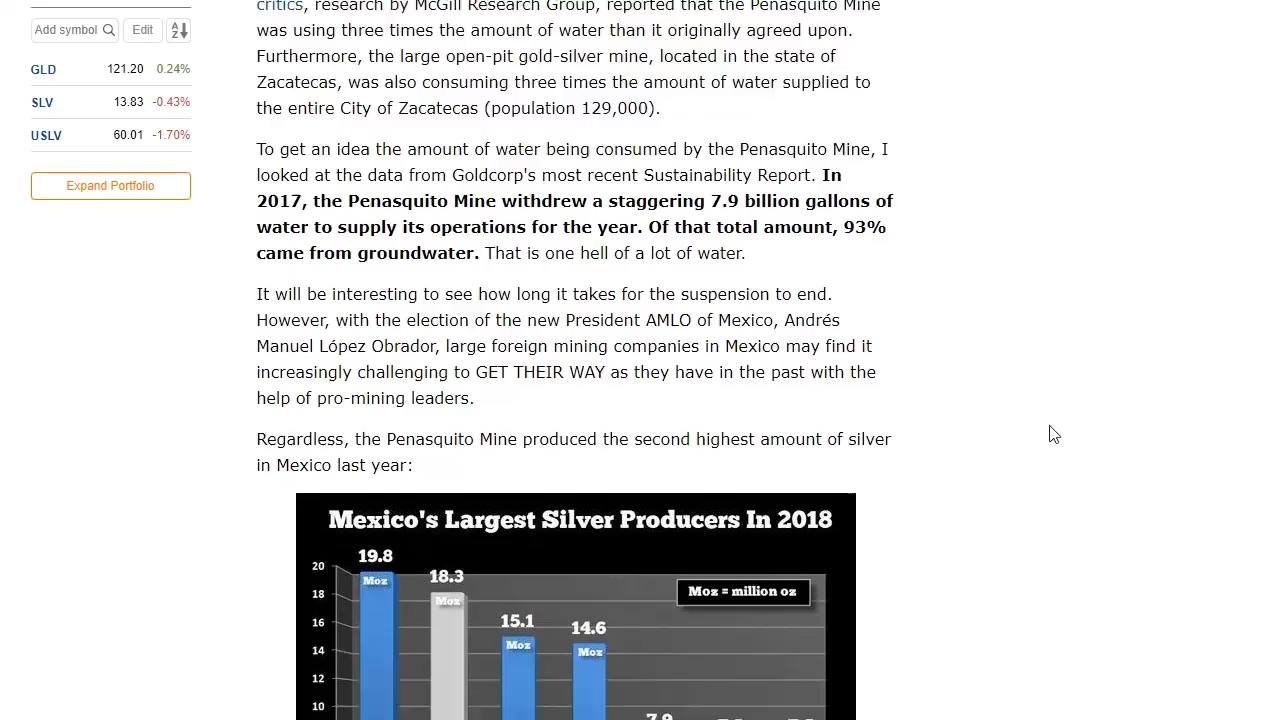 Add symbol
Edit
A
Z
GLD 121.20 0.24%
SLV 13.83 -0.43%
USLV 60.01 -1.70%
Expand Portfolio
critics, research by McGill Research Group, reported that the Penasquito Mine
was using three times the amount of water than it originally agreed upon.
Furthermore, the large open-pit gold-silver mine, located in the state of
Zacatecas, was also consuming three times the amount of water supplied to
the entire City of Zacatecas (population 129,000).
To get an idea the amount of water being consumed by the Penasquito Mine, I
looked at the data from Goldcorp's most recent Sustainability Report. In
2017, the Penasquito Mine withdrew a staggering 7.9 billion gallons of
water to supply its operations for the year. Of that total amount, 93%
came from groundwater. That is one hell of a lot of water.
It will be interesting to see how long it takes for the suspension to end.
However, with the election of the new President AMLO of Mexico, Andrés
Manuel López Obrador, large foreign mining companies in Mexico may find it
increasingly challenging to GET THEIR WAY as they have in the past with the
help of pro-mining leaders.
Regardless, the Penasquito Mine produced the second highest amount of silver
in Mexico last year:
Mexico's Largest Silver Producers In 2018
19.8
20
Moz
18.3
Moz = million oz
18
Moz
15.1
14.6
16
Moz
Moz
14
12
10
7.9